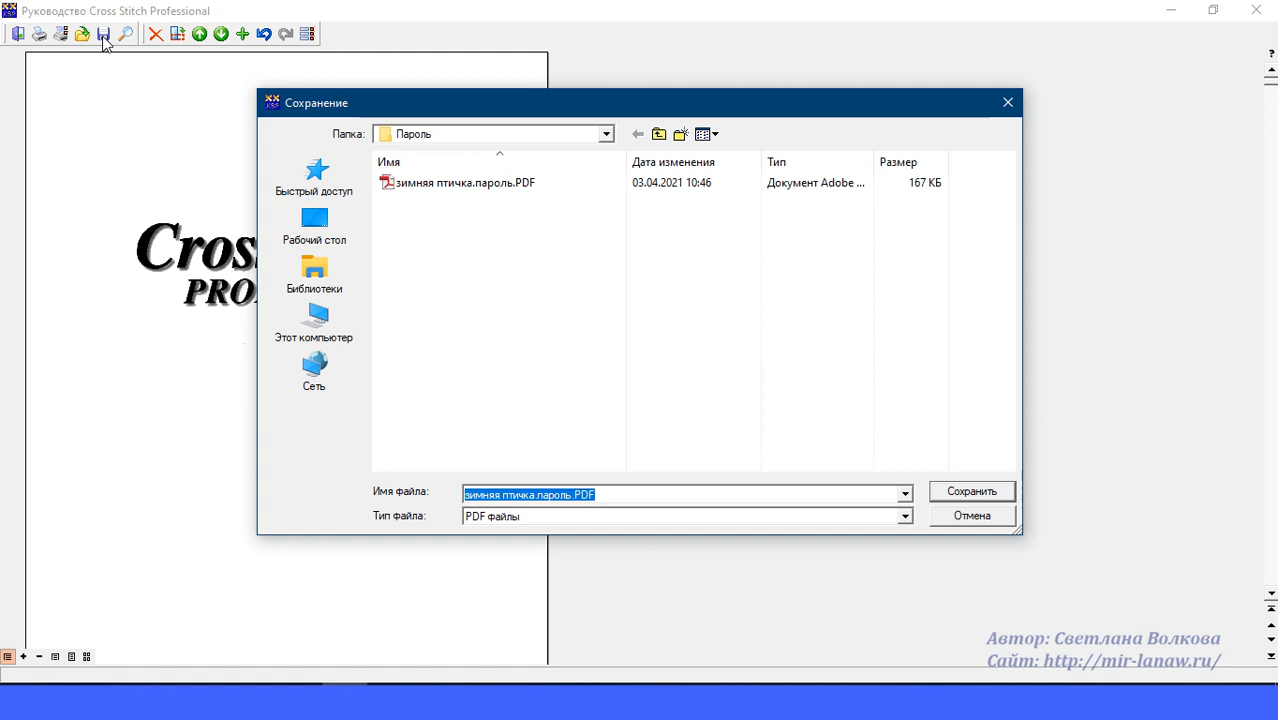 Руководство Cross Stitch Professional
Cros
PRO
Сохранение
Папка:
Пароль
Имя
Дата изменения
Тип
Размер
зимняя птичка.пароль.PDF
03.04.2021 10:46
Документ Adobe ...
167 КБ
Быстрый доступ
Рабочий стол
Библиотеки
Этот компьютер
Сеть
Имя файла:
зимняя птичка.пароль.PDF
Сохранить
Тип файла:
PDF файлы
Отмена
Автор: Светлана Волкова
Сайт: http://mir-lanaw.ru/